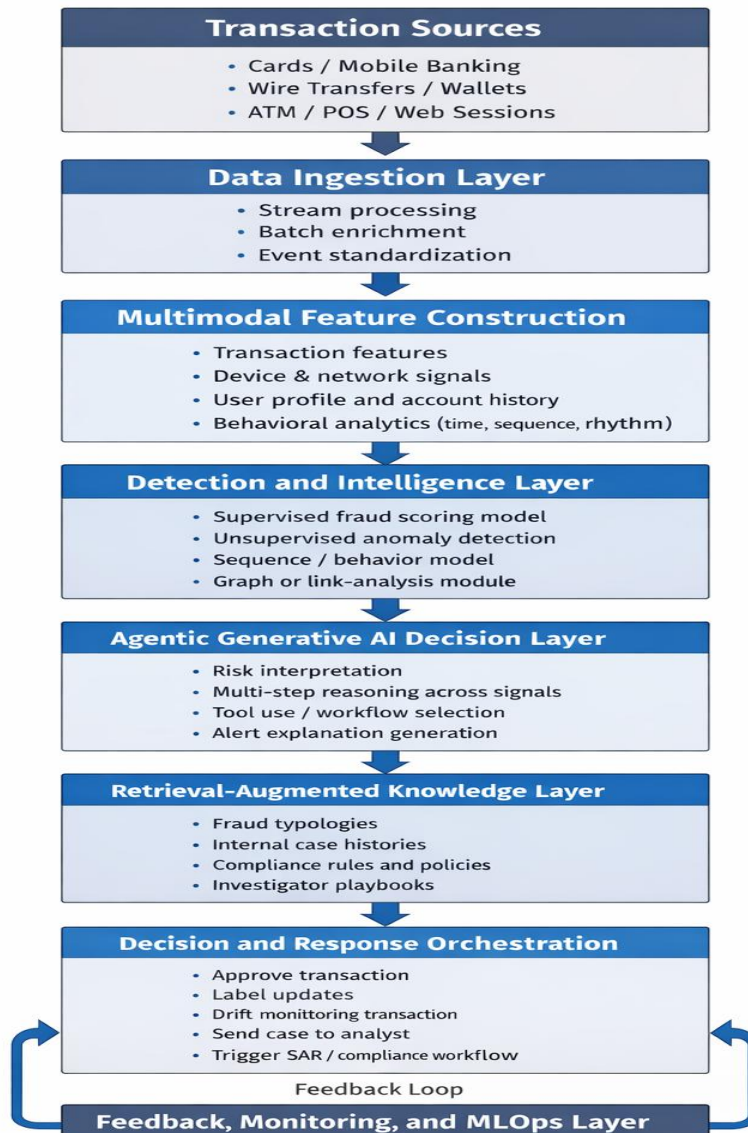 Transaction Sources
• Cards / Mobile Banking
• Wire Transfers / Wallets
• ATM / POS / Web Sessions
Data Ingestion Layer
• Stream processing
• Batch enrichment
• Event standardization
Multimodal Feature Construction
• Transaction features
• Device & network signals
• User profile and account history
• Behavioral analytics (time, sequence, rhythm)
Detection and Intelligence Layer
• Supervised fraud scoring model
• Unsupervised anomaly detection
• Sequence / behavior model
• Graph or link-analysis module
Agentic Generative AI Decision Layer
• Risk interpretation
• Multi-step reasoning across signals
• Tool use / workflow selection
• Alert explanation generation
Retrieval-Augmented Knowledge Layer
• Fraud typologies
• Internal case histories
• Compliance rules and policies
• Investigator playbooks
Decision and Response Orchestration
• Approve transaction
• Label updates
• Drift monittoring transaction
• Send case to analyst
• Trigger SAR / compliance workflow
Feedback Loop
Feedback, Monitoring, and MLOps Layer